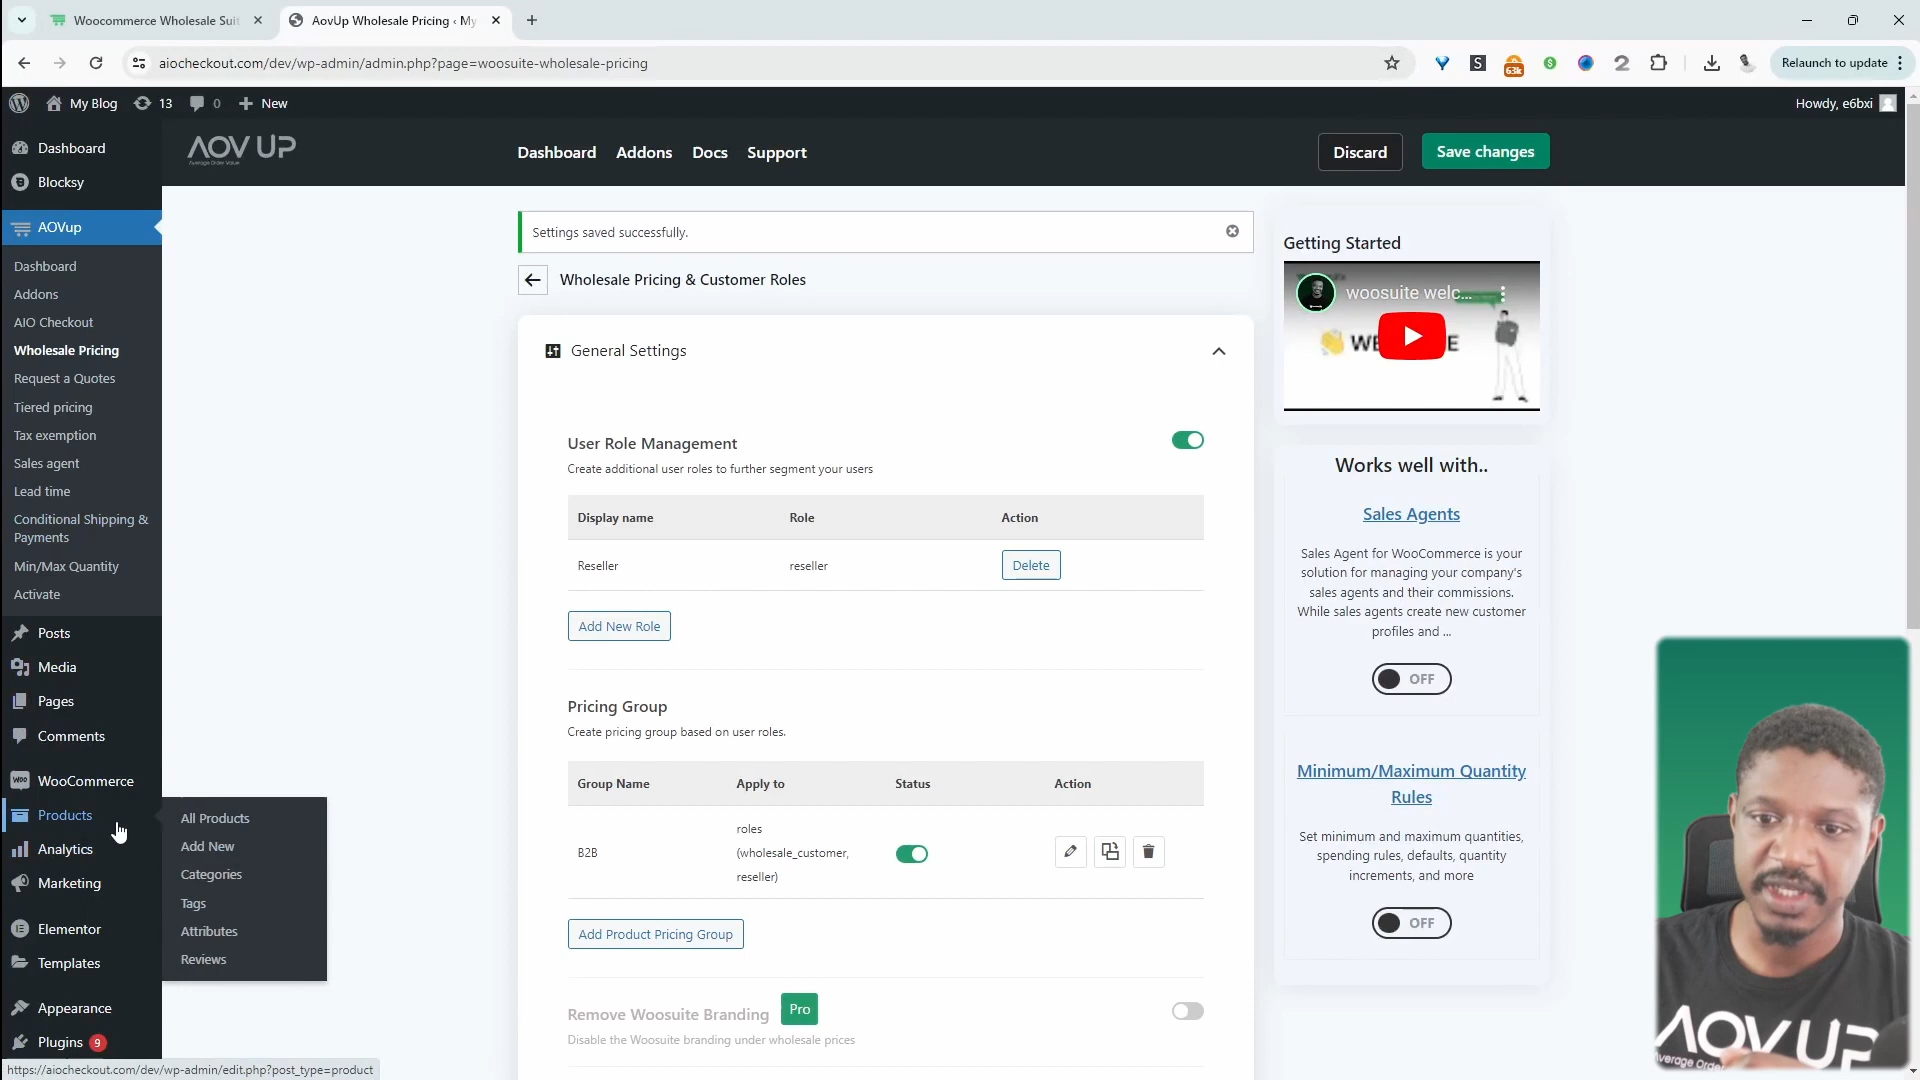 Woocommerce Wholesale Suit
AovUp Wholesale Pricing ‹ My
aiocheckout.com/dev/wp-admin/admin.php?page=woosuite-wholesale-pricing
S
63k
Relaunch to update
My Blog
13
0
New
Howdy, e6bxi
Dashboard
Blocksy
AOVup
Dashboard
Addons
AIO Checkout
Wholesale Pricing
Request a Quotes
Tiered pricing
Tax exemption
Sales agent
Lead time
Conditional Shipping &
Payments
Min/Max Quantity
Activate
Posts
Media
Pages
Comments
WooCommerce
Products
Analytics
Marketing
Elementor
Templates
Appearance
Plugins 9
All Products
Add New
Categories
Tags
Attributes
Reviews
https://aiocheckout.com/dev/wp-admin/edit.php?post_type=product
AOV UP
Average Order Value
Dashboard
Addons
Docs
Support
Discard
Save changes
Settings saved successfully.
Wholesale Pricing & Customer Roles
General Settings
User Role Management
Create additional user roles to further segment your users
Display name Role Action
Reseller reseller Delete
Add New Role
Pricing Group
Create pricing group based on user roles.
Group Name Apply to Status Action
roles
B2B (wholesale_customer,
reseller)
Add Product Pricing Group
Remove Woosuite Branding Pro
Disable the Woosuite branding under wholesale prices
Getting Started
woosuite welc...
Works well with..
Sales Agents
Sales Agent for WooCommerce is your
solution for managing your company's
sales agents and their commissions.
While sales agents create new customer
profiles and ...
OFF
Minimum/Maximum Quantity
Rules
Set minimum and maximum quantities,
spending rules, defaults, quantity
increments, and more
OFF
AOV UP